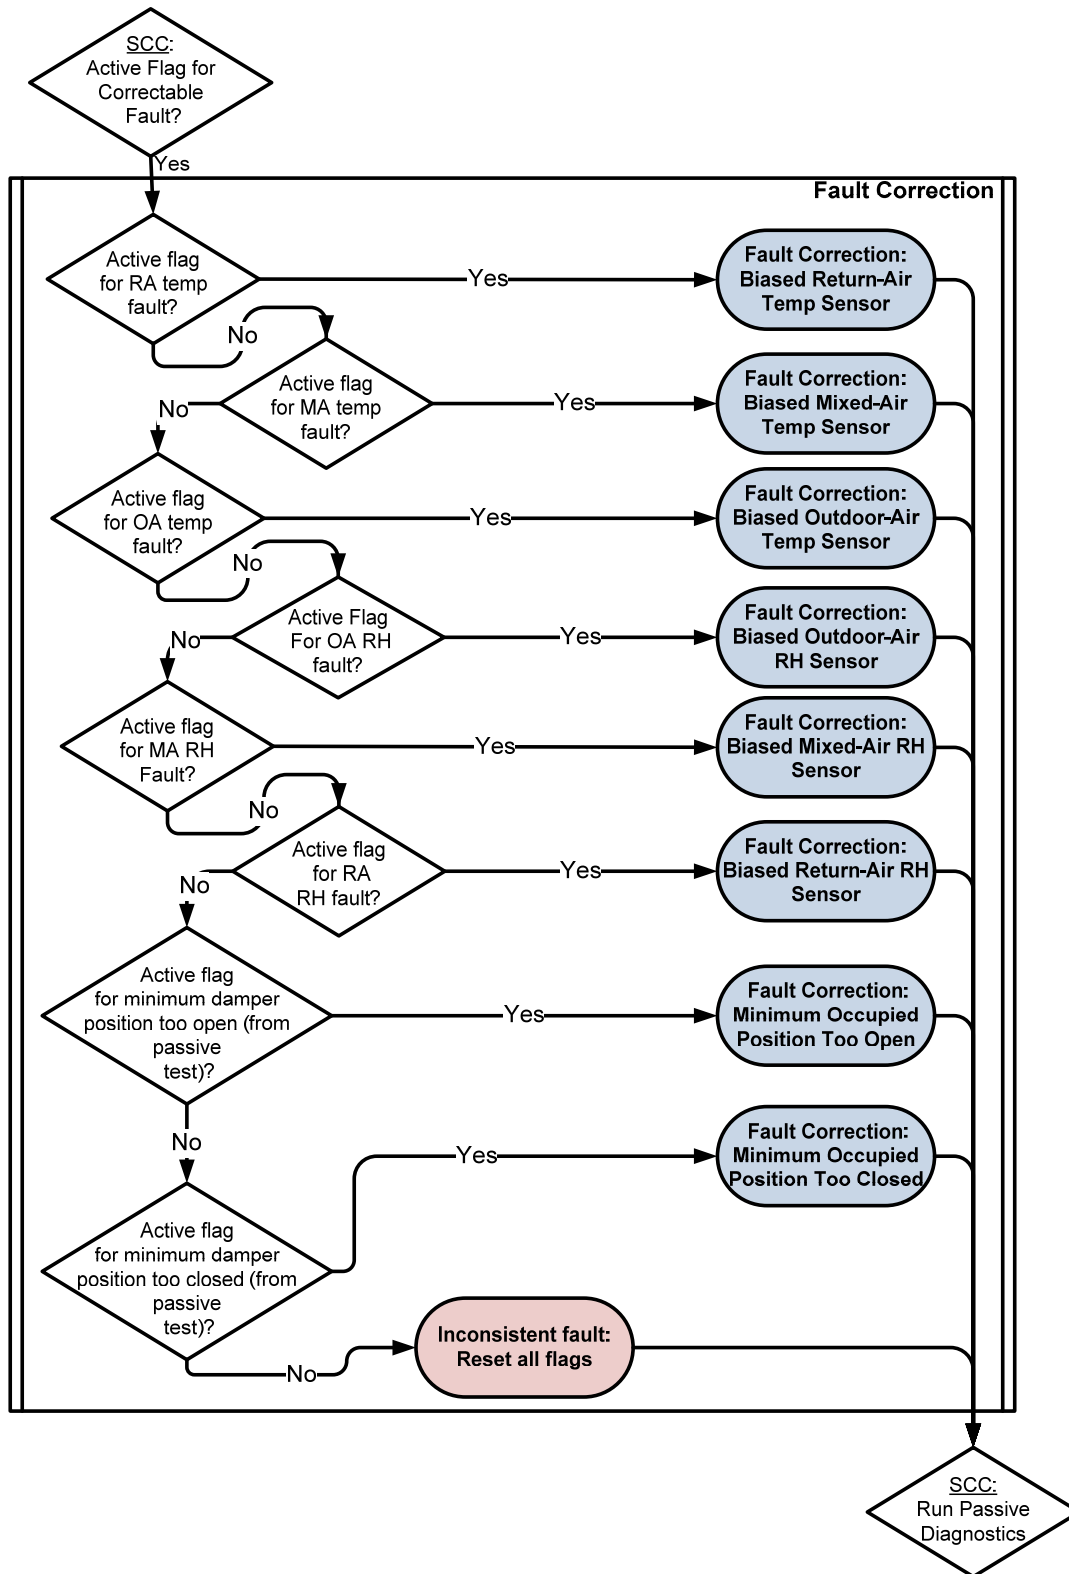 SCC:
Active Flag for
Correctable
Fault?
Yes
Fault Correction
Active flag
for RA temp
fault?
Yes
Fault Correction:
Biased Return-Air
Temp Sensor
No
Active flag
for MA temp
fault?
Yes
Fault Correction:
Biased Mixed-Air
Temp Sensor
No
Active flag
for OA temp
fault?
Yes
Fault Correction:
Biased Outdoor-Air
Temp Sensor
No
Active Flag
For OA RH
fault?
Yes
Fault Correction:
Biased Outdoor-Air
RH Sensor
No
Active flag
for MA RH
Fault?
Yes
Fault Correction:
Biased Mixed-Air RH
Sensor
No
Active flag
for RA
RH fault?
Yes
Fault Correction:
Biased Return-Air RH
Sensor
No
Active flag
for minimum damper
position too open (from
passive
test)?
Yes
Fault Correction:
Minimum Occupied
Position Too Open
No
Active flag
for minimum damper
position too closed (from
passive
test)?
Yes
Fault Correction:
Minimum Occupied
Position Too Closed
No
Inconsistent fault:
Reset all flags
SCC:
Run Passive
Diagnostics